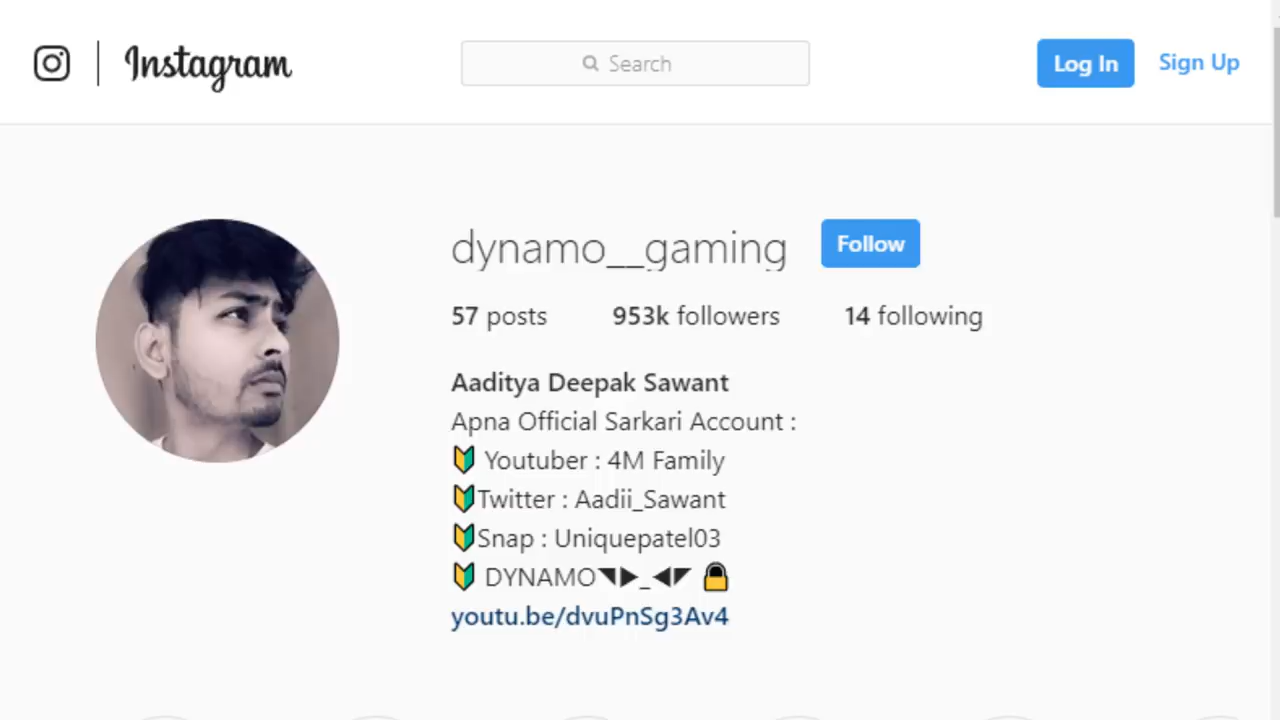 Instagram
Search
Log In
Sign Up
dynamo__gaming
Follow
57 posts 953k followers 14 following
Aaditya Deepak Sawant
Apna Official Sarkari Account :
🔰 Youtuber : 4M Family
🔰Twitter : Aadii_Sawant
🔰Snap : Uniquepatel03
🔰 DYNAMO◥▶_◀◤ 🔒
youtu.be/dvuPnSg3Av4